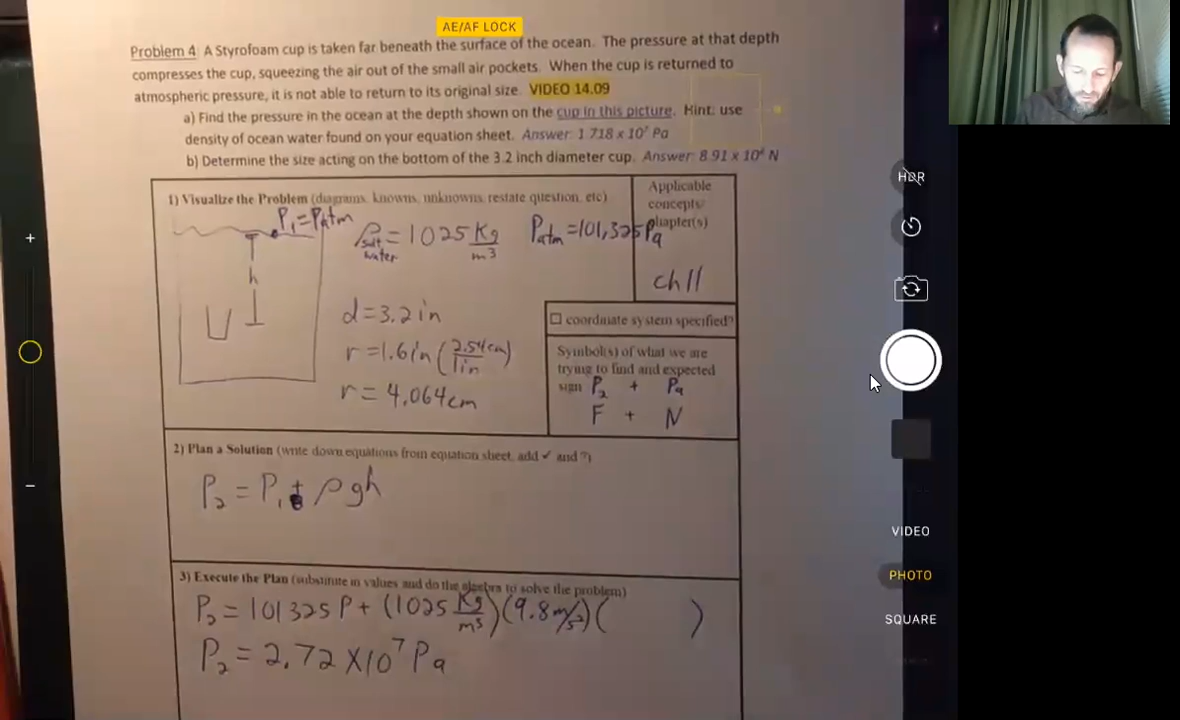 AE/AF LOCK
Problem 4 A Styrofoam cup is taken far beneath the surface of the ocean. The pressure at that depth
compresses the cup, squeezing the air out of the small air pockets. When the cup is returned to
atmospheric pressure, it is not able to return to its original size. VIDEO 14.09
a) Find the pressure in the ocean at the depth shown on the cup in this picture. Hint: use
density of ocean water found on your equation sheet. Answer: 1.718 x 10⁷ Pa
b) Determine the size acting on the bottom of the 3.2 inch diameter cup. Answer: 8.91 x 10⁴ N
1) Visualize the Problem (diagrams, knowns, unknowns, restate question, etc)
Applicable
concepts/
chapter(s)
ch 11
P₁=Patm
h
ρ salt water = 1025 Kg/m³
Patm = 101,325 Pa
d = 3.2 in
r = 1.6 in (2.54cm/1in)
r = 4.064cm
☐ coordinate system specified?
Symbol(s) of what we are
trying to find and expected
sign P₂ + Pa
F + N
2) Plan a Solution (write down equations from equation sheet, add ✓ and ?)
P₂ = P₁ + ρgh
3) Execute the Plan (substitute in values and do the algebra to solve the problem)
P₂ = 101325 P + (1025 Kg/m³)(9.8 m/s²)( )
P₂ = 2.72 X10⁷ Pa
HDR
VIDEO
PHOTO
SQUARE